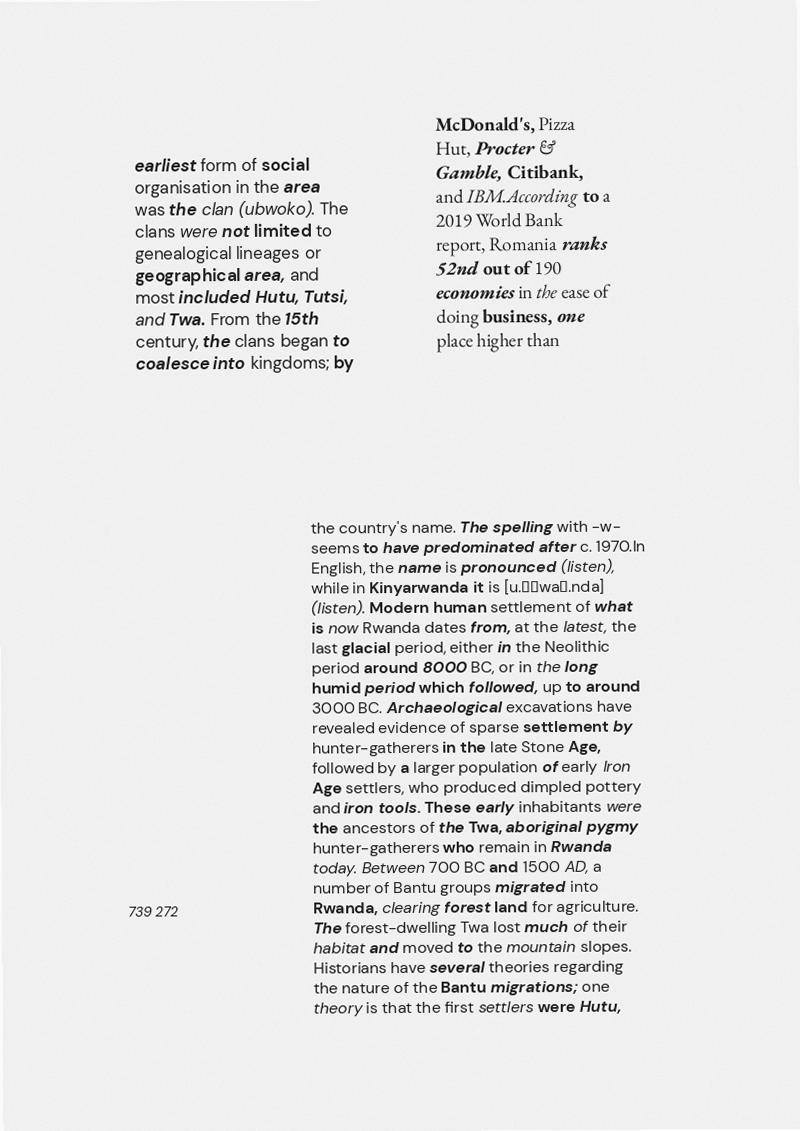 earliest form of social
organisation in the area
was the clan (ubwoko). The
clans were not limited to
genealogical lineages or
geographical area, and
most included Hutu, Tutsi,
and Twa. From the 15th
century, the clans began to
coalesce into kingdoms; by
McDonald's, Pizza
Hut, Procter &
Gamble, Citibank,
and IBM.According to a
2019 World Bank
report, Romania ranks
52nd out of 190
economies in the ease of
doing business, one
place higher than
the country's name. The spelling with -w-
seems to have predominated after c. 1970.In
English, the name is pronounced (listen),
while in Kinyarwanda it is [u.▯▯wa▯.nda]
(listen). Modern human settlement of what
is now Rwanda dates from, at the latest, the
last glacial period, either in the Neolithic
period around 8000 BC, or in the long
humid period which followed, up to around
3000 BC. Archaeological excavations have
revealed evidence of sparse settlement by
hunter-gatherers in the late Stone Age,
followed by a larger population of early Iron
Age settlers, who produced dimpled pottery
and iron tools. These early inhabitants were
the ancestors of the Twa, aboriginal pygmy
hunter-gatherers who remain in Rwanda
today. Between 700 BC and 1500 AD, a
number of Bantu groups migrated into
Rwanda, clearing forest land for agriculture.
The forest-dwelling Twa lost much of their
habitat and moved to the mountain slopes.
Historians have several theories regarding
the nature of the Bantu migrations; one
theory is that the first settlers were Hutu,
739 272